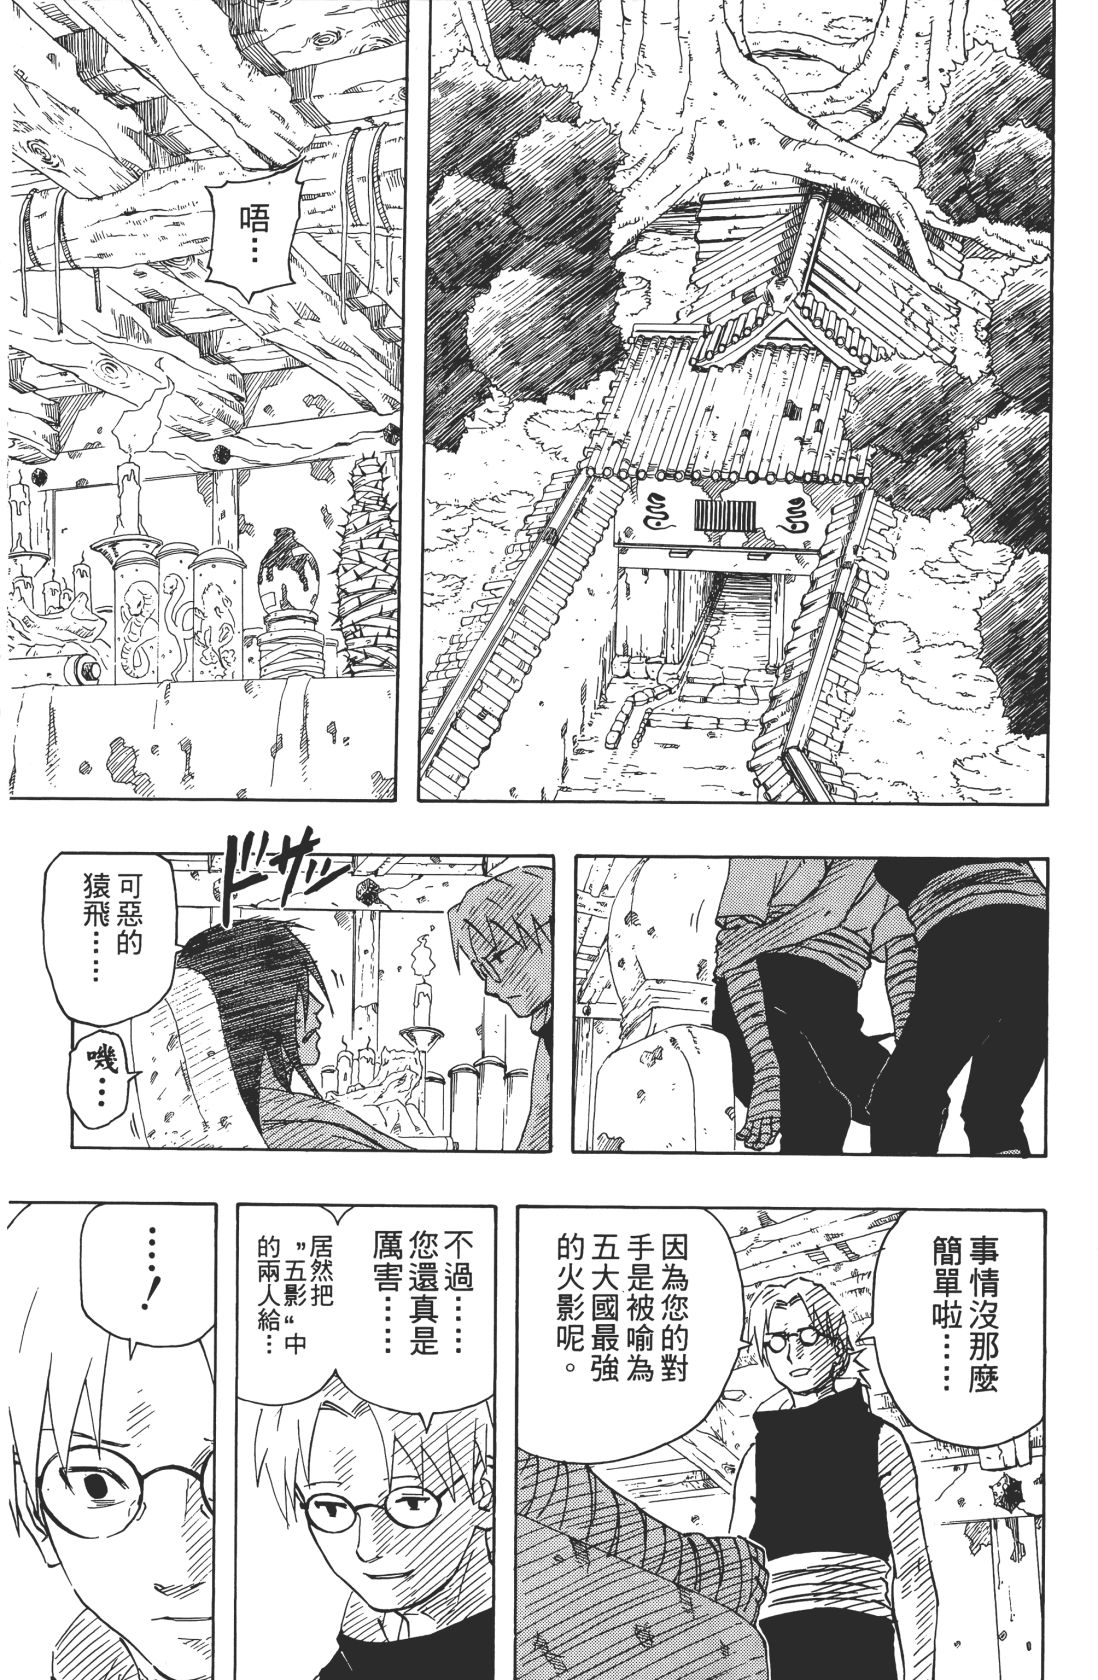 唔⋯
ドサッ
可惡的
猿飛⋯⋯
嘰⋯
事情沒那麼
簡單啦⋯⋯
因為您的對
手是被喻為
五大國最強
的火影呢。
不過⋯⋯
您還真是
厲害⋯⋯
居然把
〞五影〝中
的兩人給⋯
⋯⋯！